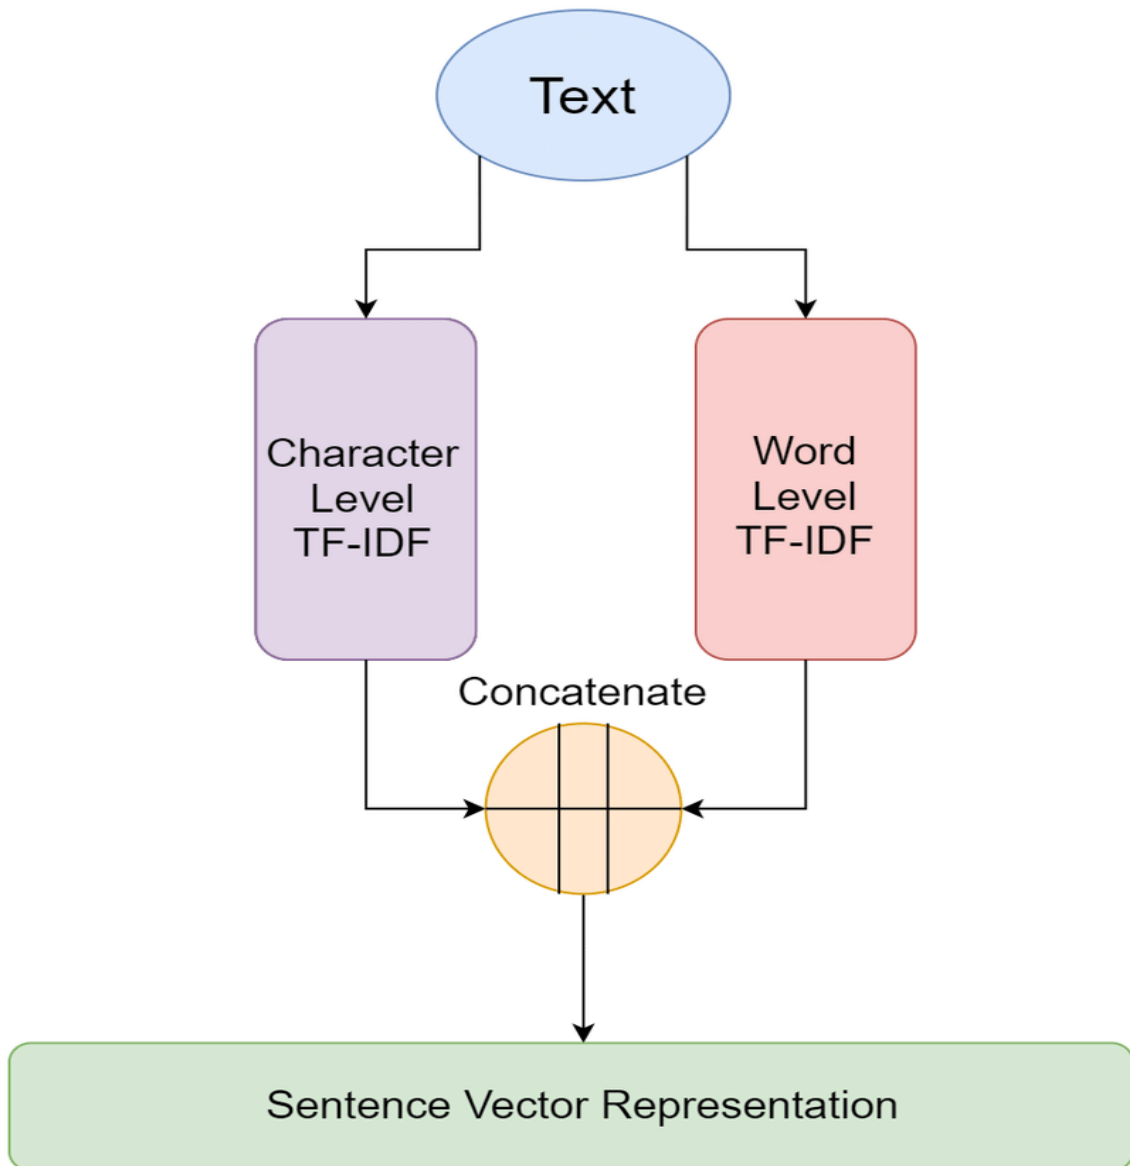 Text
Character
Level
TF-IDF
Word
Level
TF-IDF
Concatenate
Sentence Vector Representation